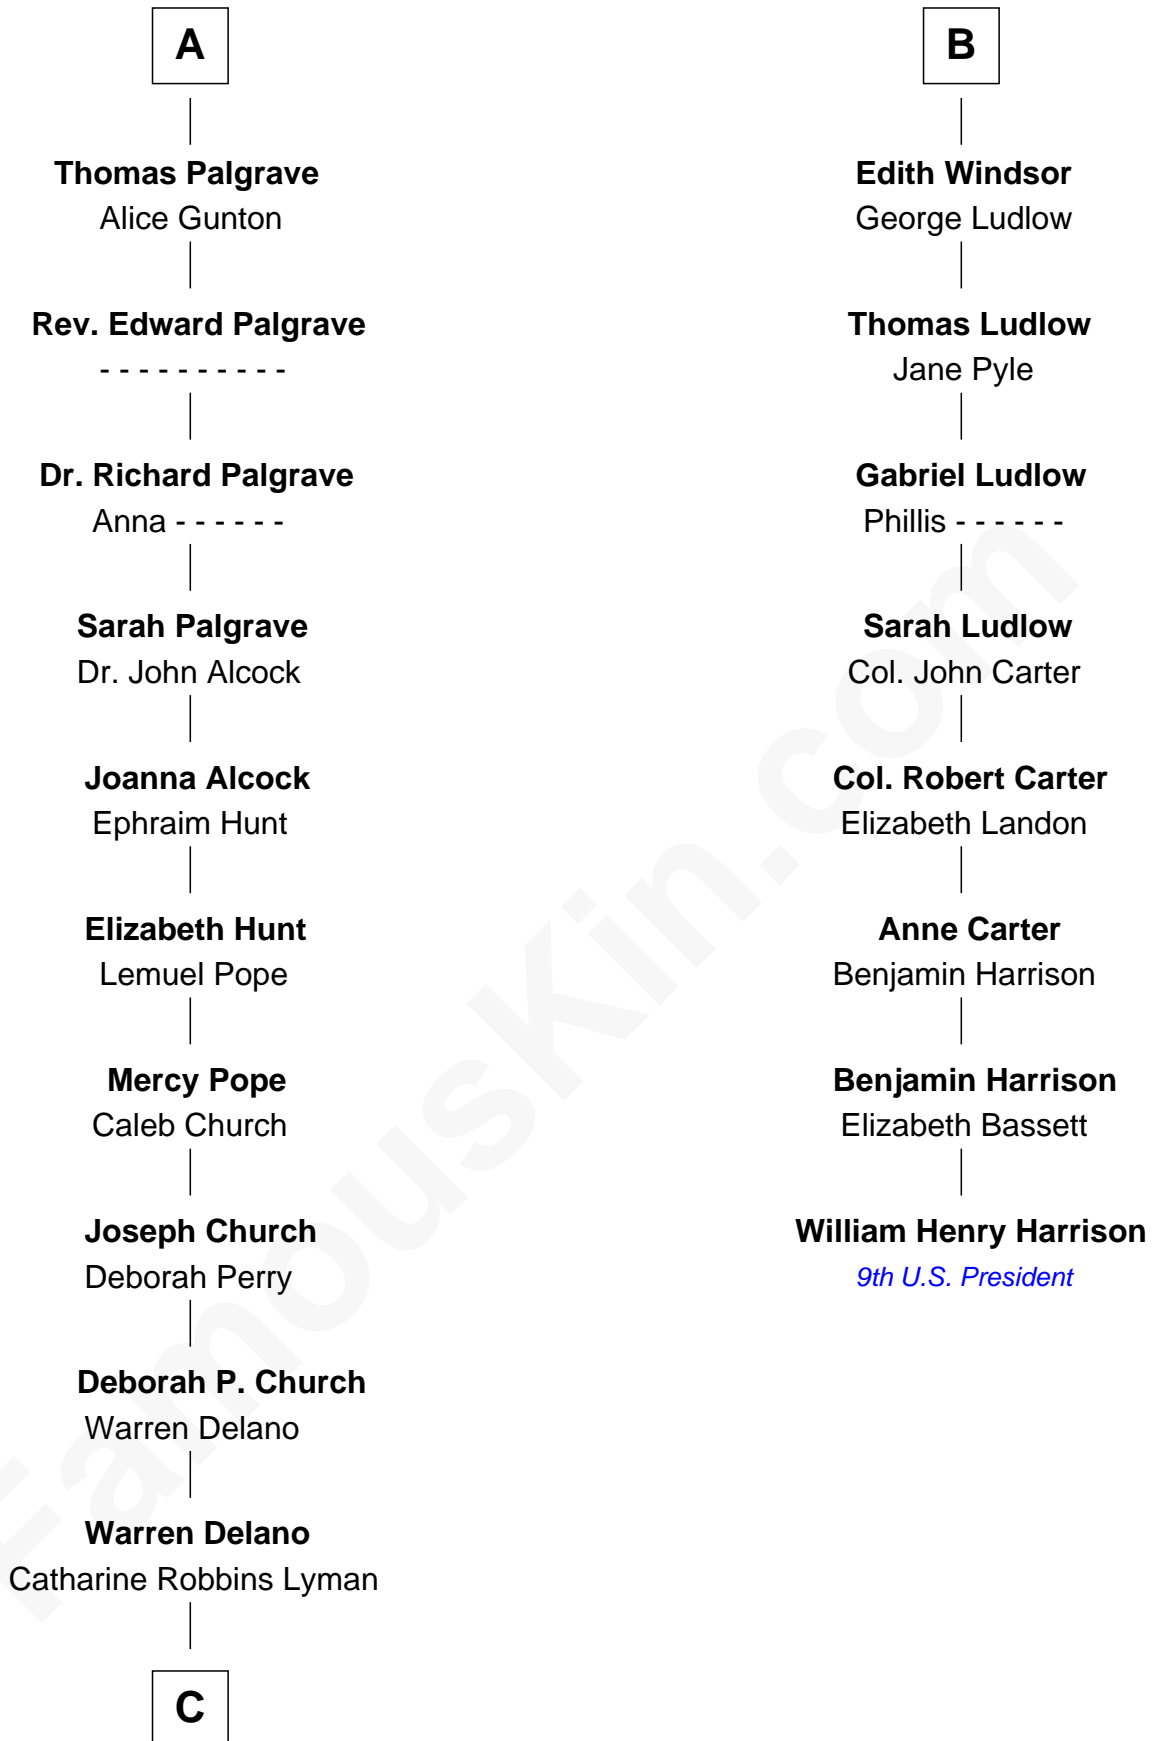 A
Thomas Palgrave
Alice Gunton
Rev. Edward Palgrave
- - - - - - - - - -
Dr. Richard Palgrave
Anna - - - - - -
Sarah Palgrave
Dr. John Alcock
Joanna Alcock
Ephraim Hunt
Elizabeth Hunt
Lemuel Pope
Mercy Pope
Caleb Church
Joseph Church
Deborah Perry
Deborah P. Church
Warren Delano
Warren Delano
Catharine Robbins Lyman
C
B
Edith Windsor
George Ludlow
Thomas Ludlow
Jane Pyle
Gabriel Ludlow
Phillis - - - - - -
Sarah Ludlow
Col. John Carter
Col. Robert Carter
Elizabeth Landon
Anne Carter
Benjamin Harrison
Benjamin Harrison
Elizabeth Bassett
William Henry Harrison
9th U.S. President
FamousKin.com